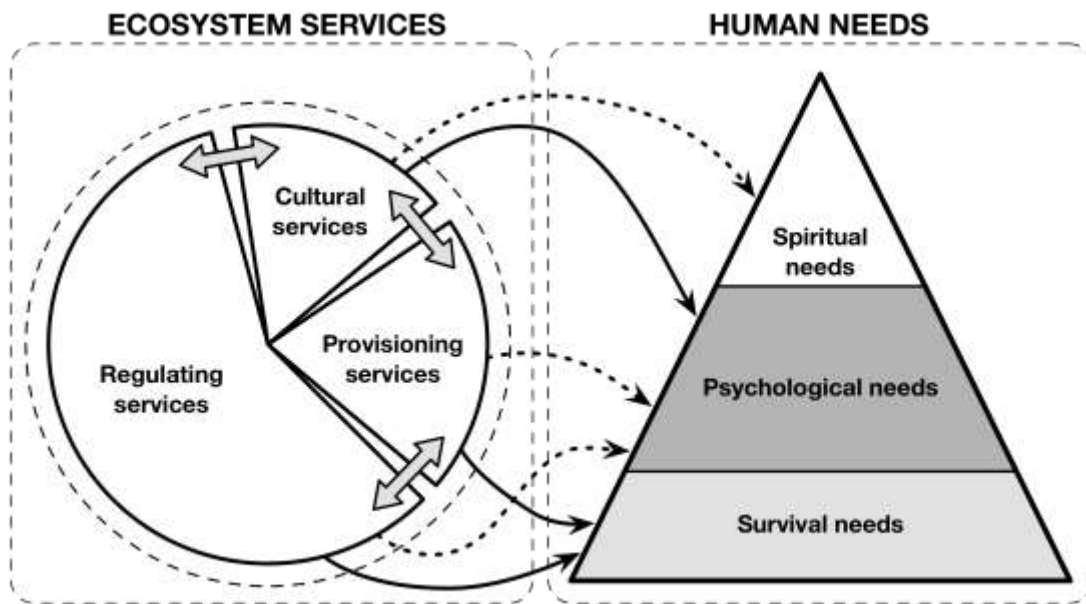 ECOSYSTEM SERVICES
HUMAN NEEDS
Cultural
services
Provisioning
services
Regulating
services
Spiritual
needs
Psychological needs
Survival needs